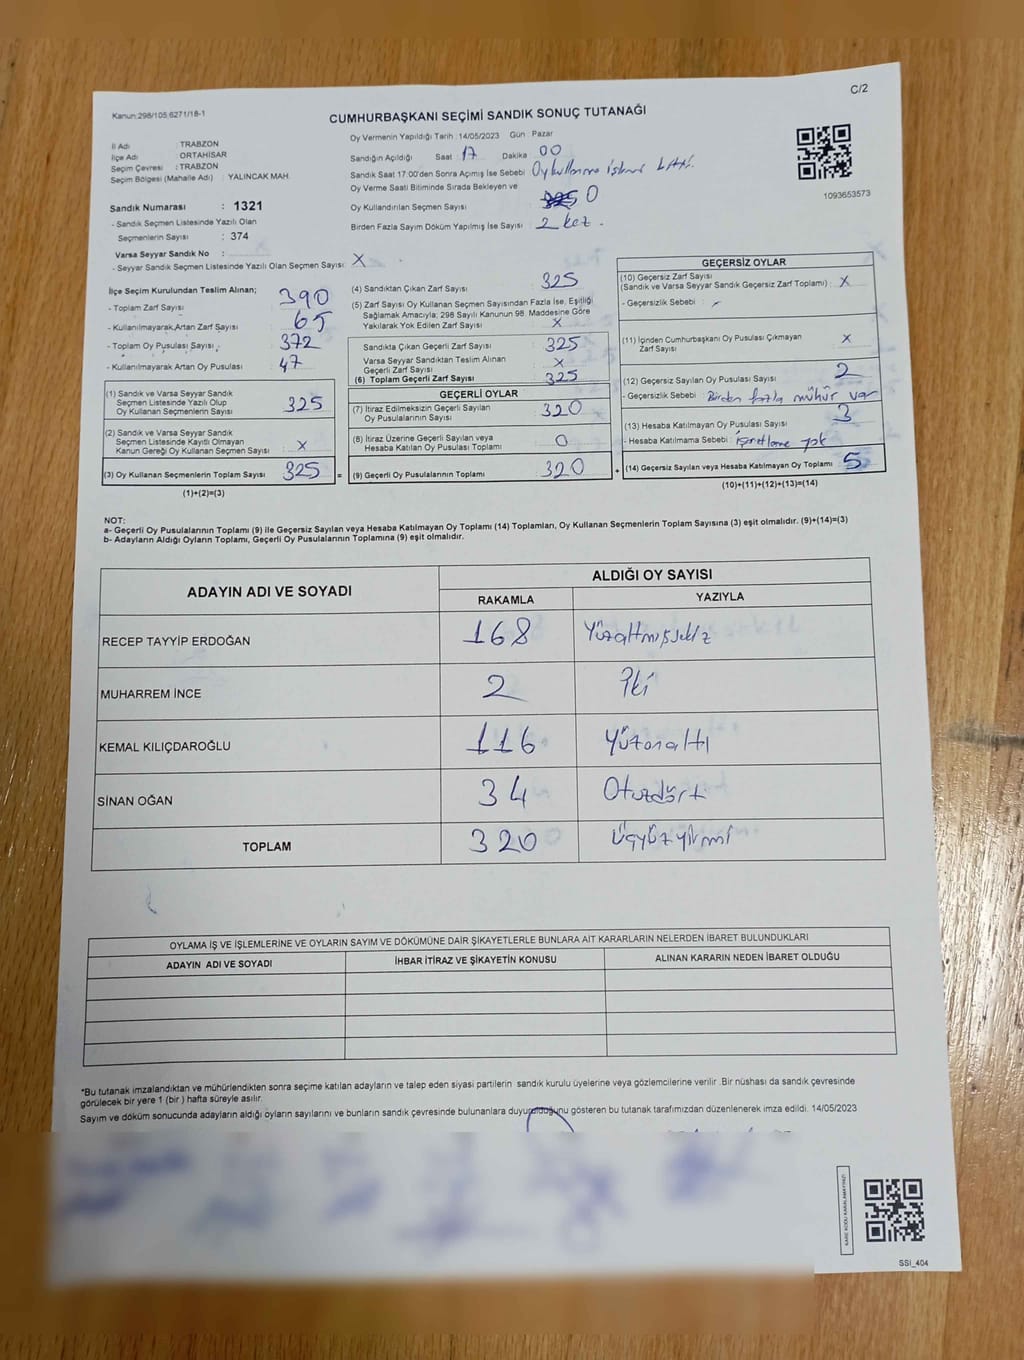 C/2
Kanun:298/105;6271/18-1
CUMHURBAŞKANI SEÇİMİ SANDIK SONUÇ TUTANAĞI
İl Adı : TRABZON
İlçe Adı : ORTAHİSAR
Seçim Çevresi : TRABZON
Seçim Bölgesi (Mahalle Adı) : YALINCAK MAH.
Sandık Numarası : 1321
- Sandık Seçmen Listesinde Yazılı Olan
Seçmenlerin Sayısı : 374
Varsa Seyyar Sandık No :
- Seyyar Sandık Seçmen Listesinde Yazılı Olan Seçmen Sayısı: X
Oy Vermenin Yapıldığı Tarih :14/05/2023 Gün : Pazar
Sandığın Açıldığı Saat 17 Dakika 00
Sandık Saat 17:00'den Sonra Açımış İse Sebebi Oy kullanma işlemi bitti.
Oy Verme Saati Bitiminde Sırada Bekleyen ve
Oy Kullandırılan Seçmen Sayısı 0
Birden Fazla Sayım Döküm Yapılmış İse Sayısı 2 kez.
1093653573
İlçe Seçim Kurulundan Teslim Alınan;
- Toplam Zarf Sayısı : 390
- Kullanılmayarak Artan Zarf Sayısı : 65
- Toplam Oy Pusulası Sayısı : 372
- Kullanılmayarak Artan Oy Pusulası : 47
(1) Sandık ve Varsa Seyyar Sandık
Seçmen Listesinde Yazılı Olup
Oy Kullanan Seçmenlerin Sayısı 325
(2) Sandık ve Varsa Seyyar Sandık
Seçmen Listesinde Kayıtlı Olmayan
Kanun Gereği Oy Kullanan Seçmen Sayısı X
(3) Oy Kullanan Seçmenlerin Toplam Sayısı 325 =
(1)+(2)=(3)
(4) Sandıktan Çıkan Zarf Sayısı : 325
(5) Zarf Sayısı Oy Kullanan Seçmen Sayısından Fazla İse, Eşitliği
Sağlamak Amacıyla; 298 Sayılı Kanunun 98. Maddesine Göre
Yakılarak Yok Edilen Zarf Sayısı : X
Sandıkta Çıkan Geçerli Zarf Sayısı : 325
Varsa Seyyar Sandıktan Teslim Alınan
Geçerli Zarf Sayısı : X
(6) Toplam Geçerli Zarf Sayısı : 325
GEÇERLİ OYLAR
(7) İtiraz Edilmeksizin Geçerli Sayılan
Oy Pusulalarının Sayısı : 320
(8) İtiraz Üzerine Geçerli Sayılan veya
Hesaba Katılan Oy Pusulası Toplamı : 0
(9) Geçerli Oy Pusulalarının Toplamı : 320 +
GEÇERSİZ OYLAR
(10) Geçersiz Zarf Sayısı
(Sandık ve Varsa Seyyar Sandık Geçersiz Zarf Toplamı) : X
- Geçersizlik Sebebi :
(11) İçinden Cumhurbaşkanı Oy Pusulası Çıkmayan
Zarf Sayısı : X
(12) Geçersiz Sayılan Oy Pusulası Sayısı : 2
- Geçersizlik Sebebi : Birden fazla mühür var
(13) Hesaba Katılmayan Oy Pusulası Sayısı : 3
- Hesaba Katılmama Sebebi : işaretleme yok
(14) Geçersiz Sayılan veya Hesaba Katılmayan Oy Toplamı : 5
(10)+(11)+(12)+(13)=(14)
NOT:
a- Geçerli Oy Pusulalarının Toplamı (9) ile Geçersiz Sayılan veya Hesaba Katılmayan Oy Toplamı (14) Toplamları, Oy Kullanan Seçmenlerin Toplam Sayısına (3) eşit olmalıdır. (9)+(14)=(3)
b- Adayların Aldığı Oyların Toplamı, Geçerli Oy Pusulalarının Toplamına (9) eşit olmalıdır.
ADAYIN ADI VE SOYADI ALDIĞI OY SAYISI
RAKAMLA YAZIYLA
RECEP TAYYİP ERDOĞAN 168 Yüzaltmışsekiz
MUHARREM İNCE 2 İki
KEMAL KILIÇDAROĞLU 116 Yüzonaltı
SİNAN OĞAN 34 Otuzdört
TOPLAM 320 Üçyüzyirmi
OYLAMA İŞ VE İŞLEMLERİNE VE OYLARIN SAYIM VE DÖKÜMÜNE DAİR ŞİKAYETLERLE BUNLARA AİT KARARLARIN NELERDEN İBARET BULUNDUKLARI
ADAYIN ADI VE SOYADI İHBAR İTİRAZ VE ŞİKAYETİN KONUSU ALINAN KARARIN NEDEN İBARET OLDUĞU
*Bu tutanak imzalandıktan ve mühürlendikten sonra seçime katılan adayların ve talep eden siyasi partilerin sandık kurulu üyelerine veya gözlemcilerine verilir .Bir nüshası da sandık çevresinde
görülecek bir yere 1 (bir ) hafta süreyle asılır.
Sayım ve döküm sonucunda adayların aldığı oyların sayılarını ve bunların sandık çevresinde bulunanlara duyurulduğunu gösteren bu tutanak tarafımızdan düzenlenerek imza edildi. 14/05/2023
KARE KODU KARALAMAYINIZ!
SSI_404